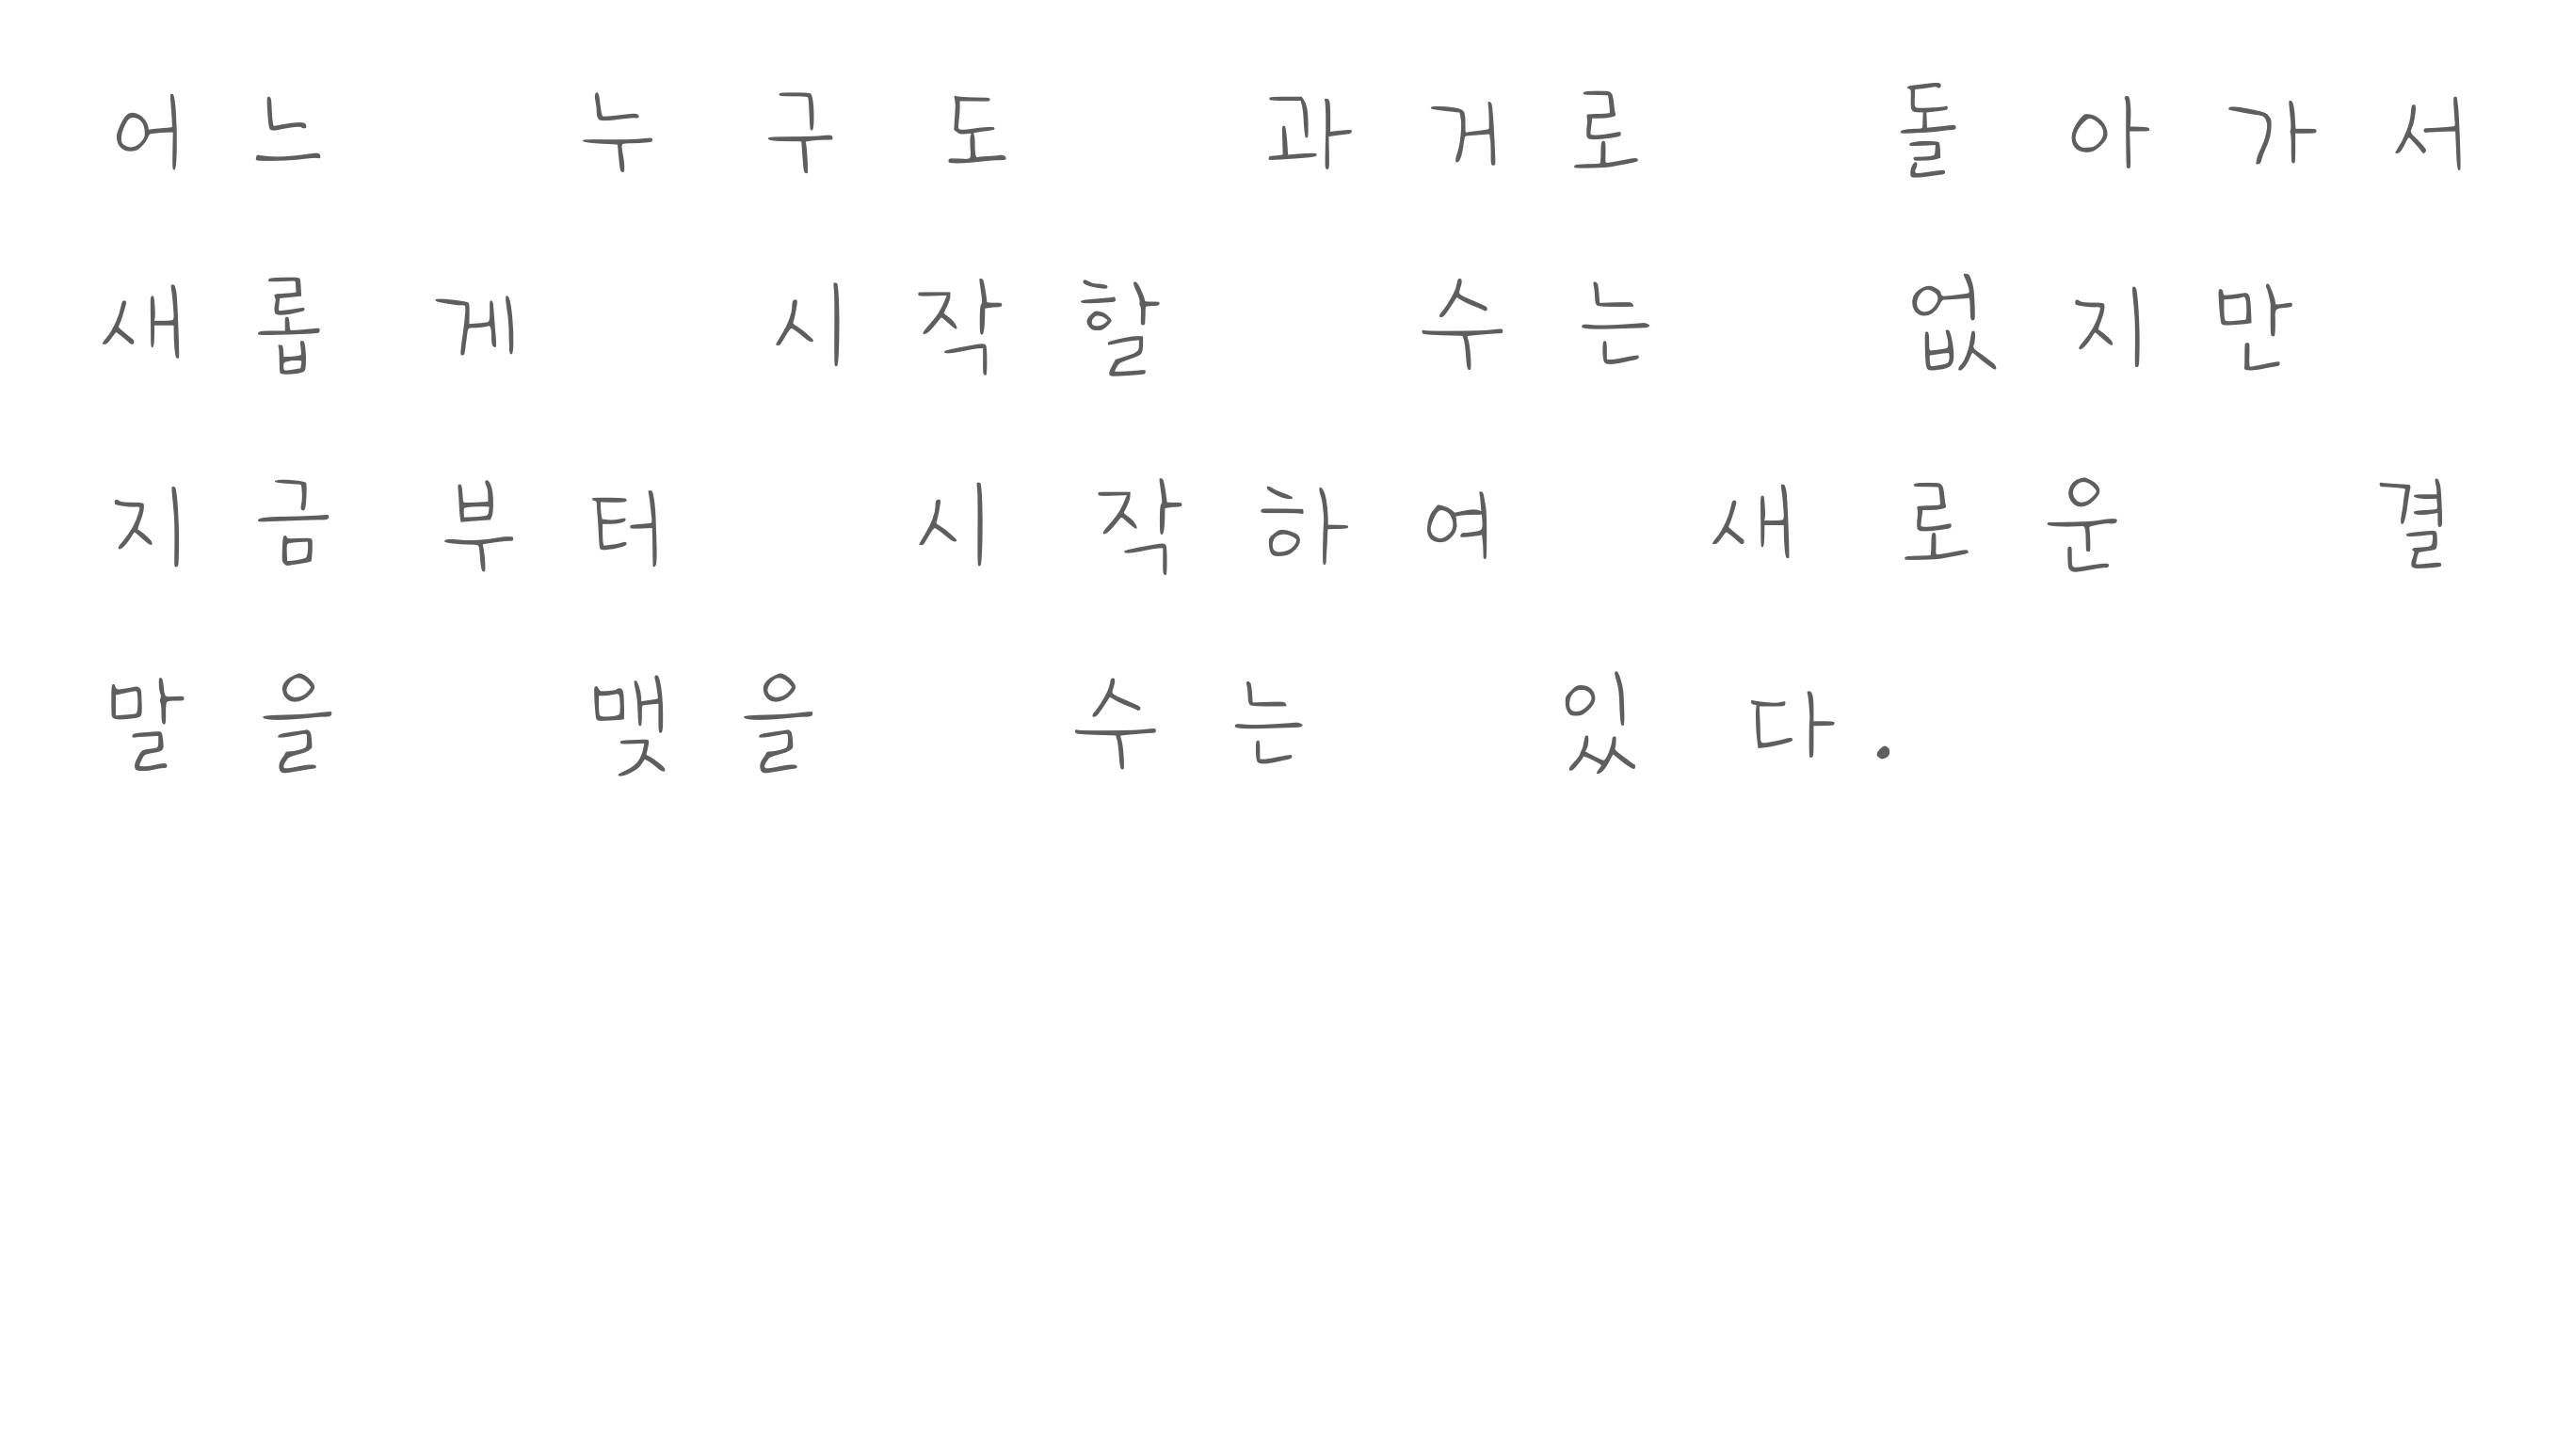 어느 누구도 과거로 돌아가서
새롭게 시작할 수는 없지만
지금부터 시작하여 새로운 결
말을 맺을 수는 있다.